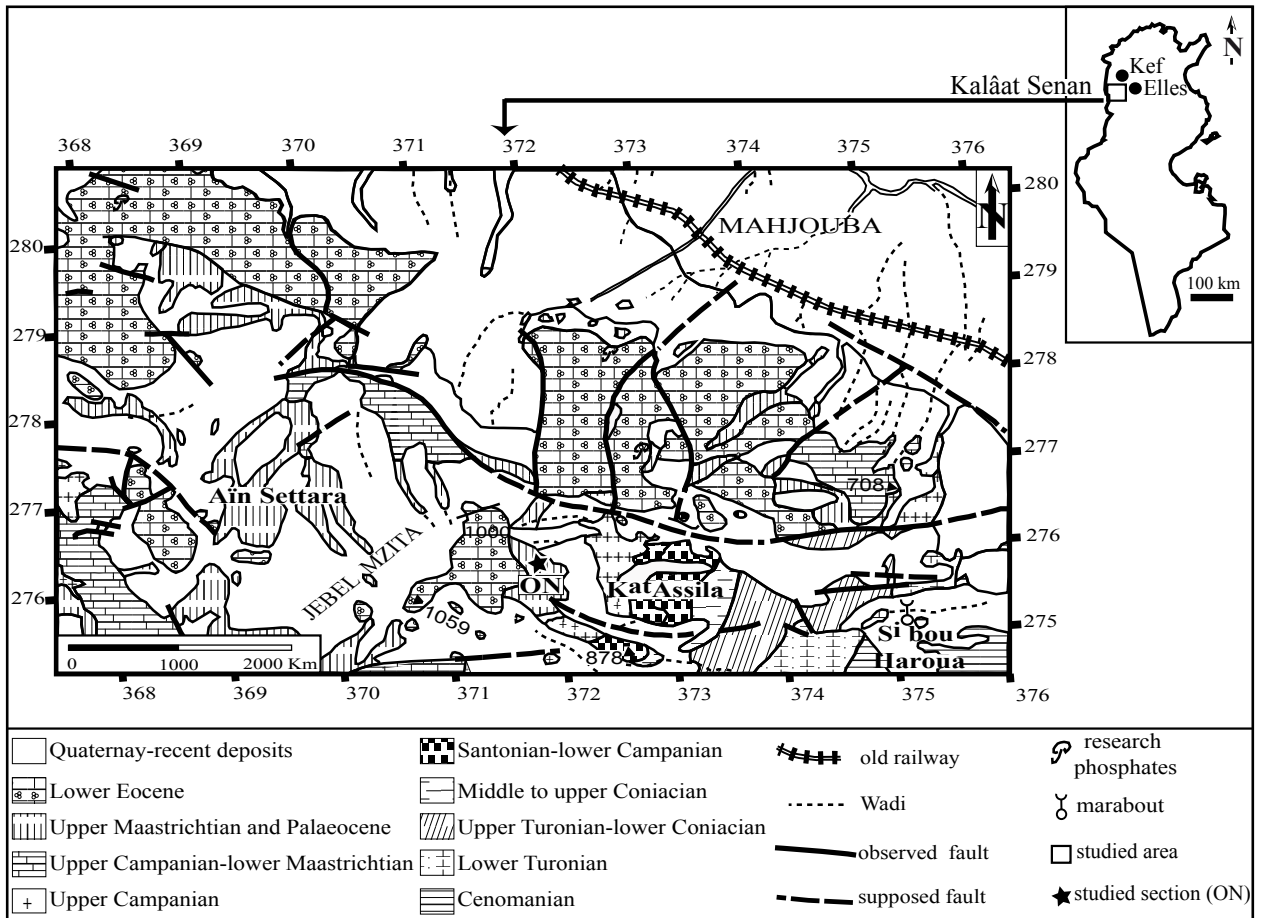 N
Kef
Elles
Kalâat Senan
100 km
368 369 370 371 372 373 374 375 376
280 279 278 277 276
280 279 278 277 276 275
N
MAHJOUBA
708
Aïn Settara
1000
JEBEL MZITA
ON
Kat Assila
1059
878
Si bou
Haroùa
0 1000 2000 Km
368 369 370 371 372 373 374 375 376
Quaternay-recent deposits
Lower Eocene
Upper Maastrichtian and Palaeocene
Upper Campanian-lower Maastrichtian
Upper Campanian
Santonian-lower Campanian
Middle to upper Coniacian
Upper Turonian-lower Coniacian
Lower Turonian
Cenomanian
old railway
Wadi
observed fault
supposed fault
research
phosphates
marabout
studied area
studied section (ON)